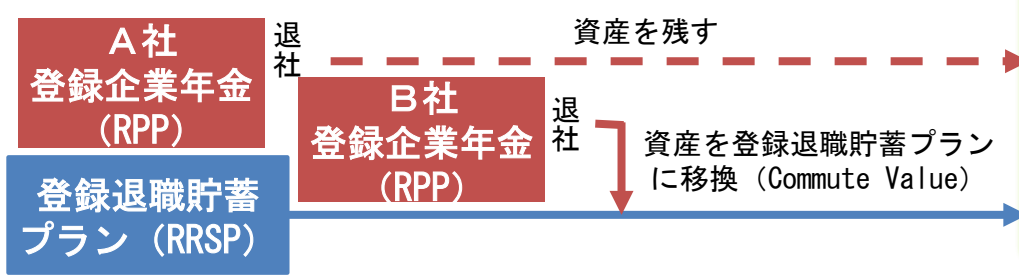 A社
登録企業年金
(RPP)
退社
資産を残す
B社
登録企業年金
(RPP)
退社
資産を登録退職貯蓄プラン
に移換（Commute Value）
登録退職貯蓄
プラン（RRSP）